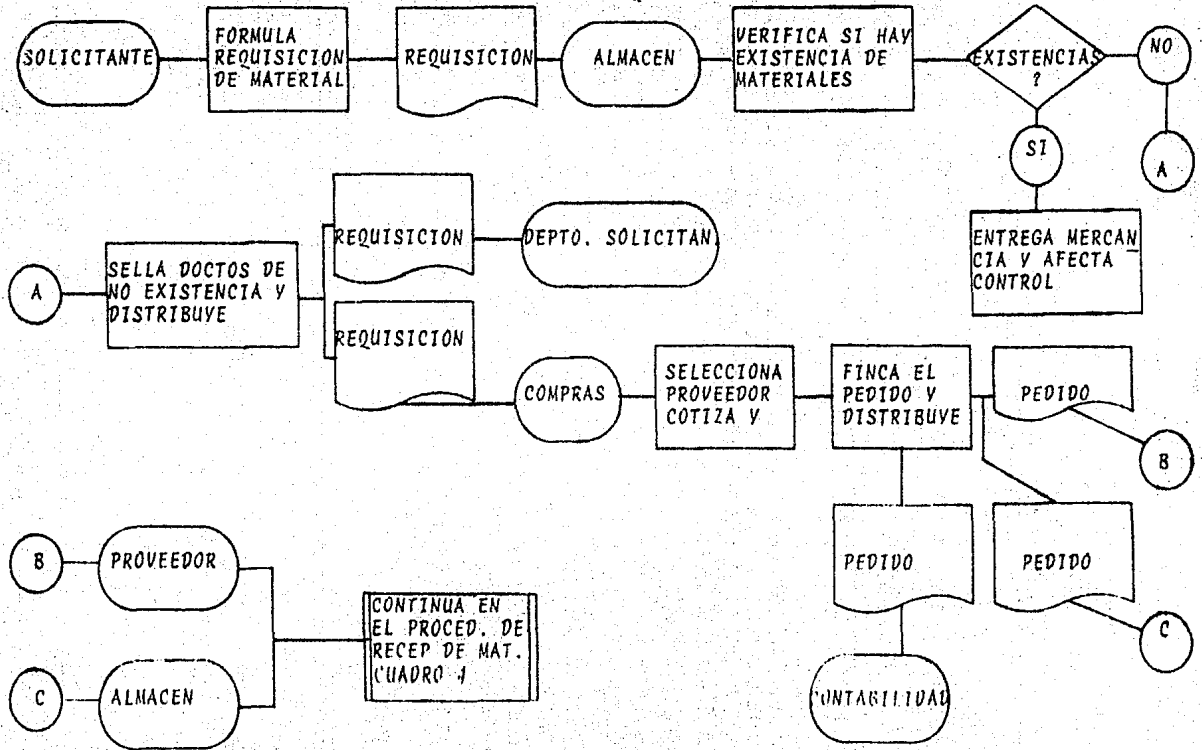 SOLICITANTE
FORMULA
REQUISICION
DE MATERIAL
REQUISICION
ALMACEN
VERIFICA SI HAY
EXISTENCIA DE
MATERIALES
EXISTENCIAS
?
NO
SI
A
ENTREGA MERCAN
CIA Y AFECTA
CONTROL
A
SELLA DOCTOS DE
NO EXISTENCIA Y
DISTRIBUYE
REQUISICION
DEPTO. SOLICITAN.
REQUISICION
COMPRAS
SELECCIONA
PROVEEDOR
COTIZA Y
FINCA EL
PEDIDO Y
DISTRIBUYE
PEDIDO
B
PEDIDO
PEDIDO
C
CONTABILIDAD
B
PROVEEDOR
C
ALMACEN
CONTINUA EN
EL PROCED. DE
RECEP DE MAT.
CUADRO